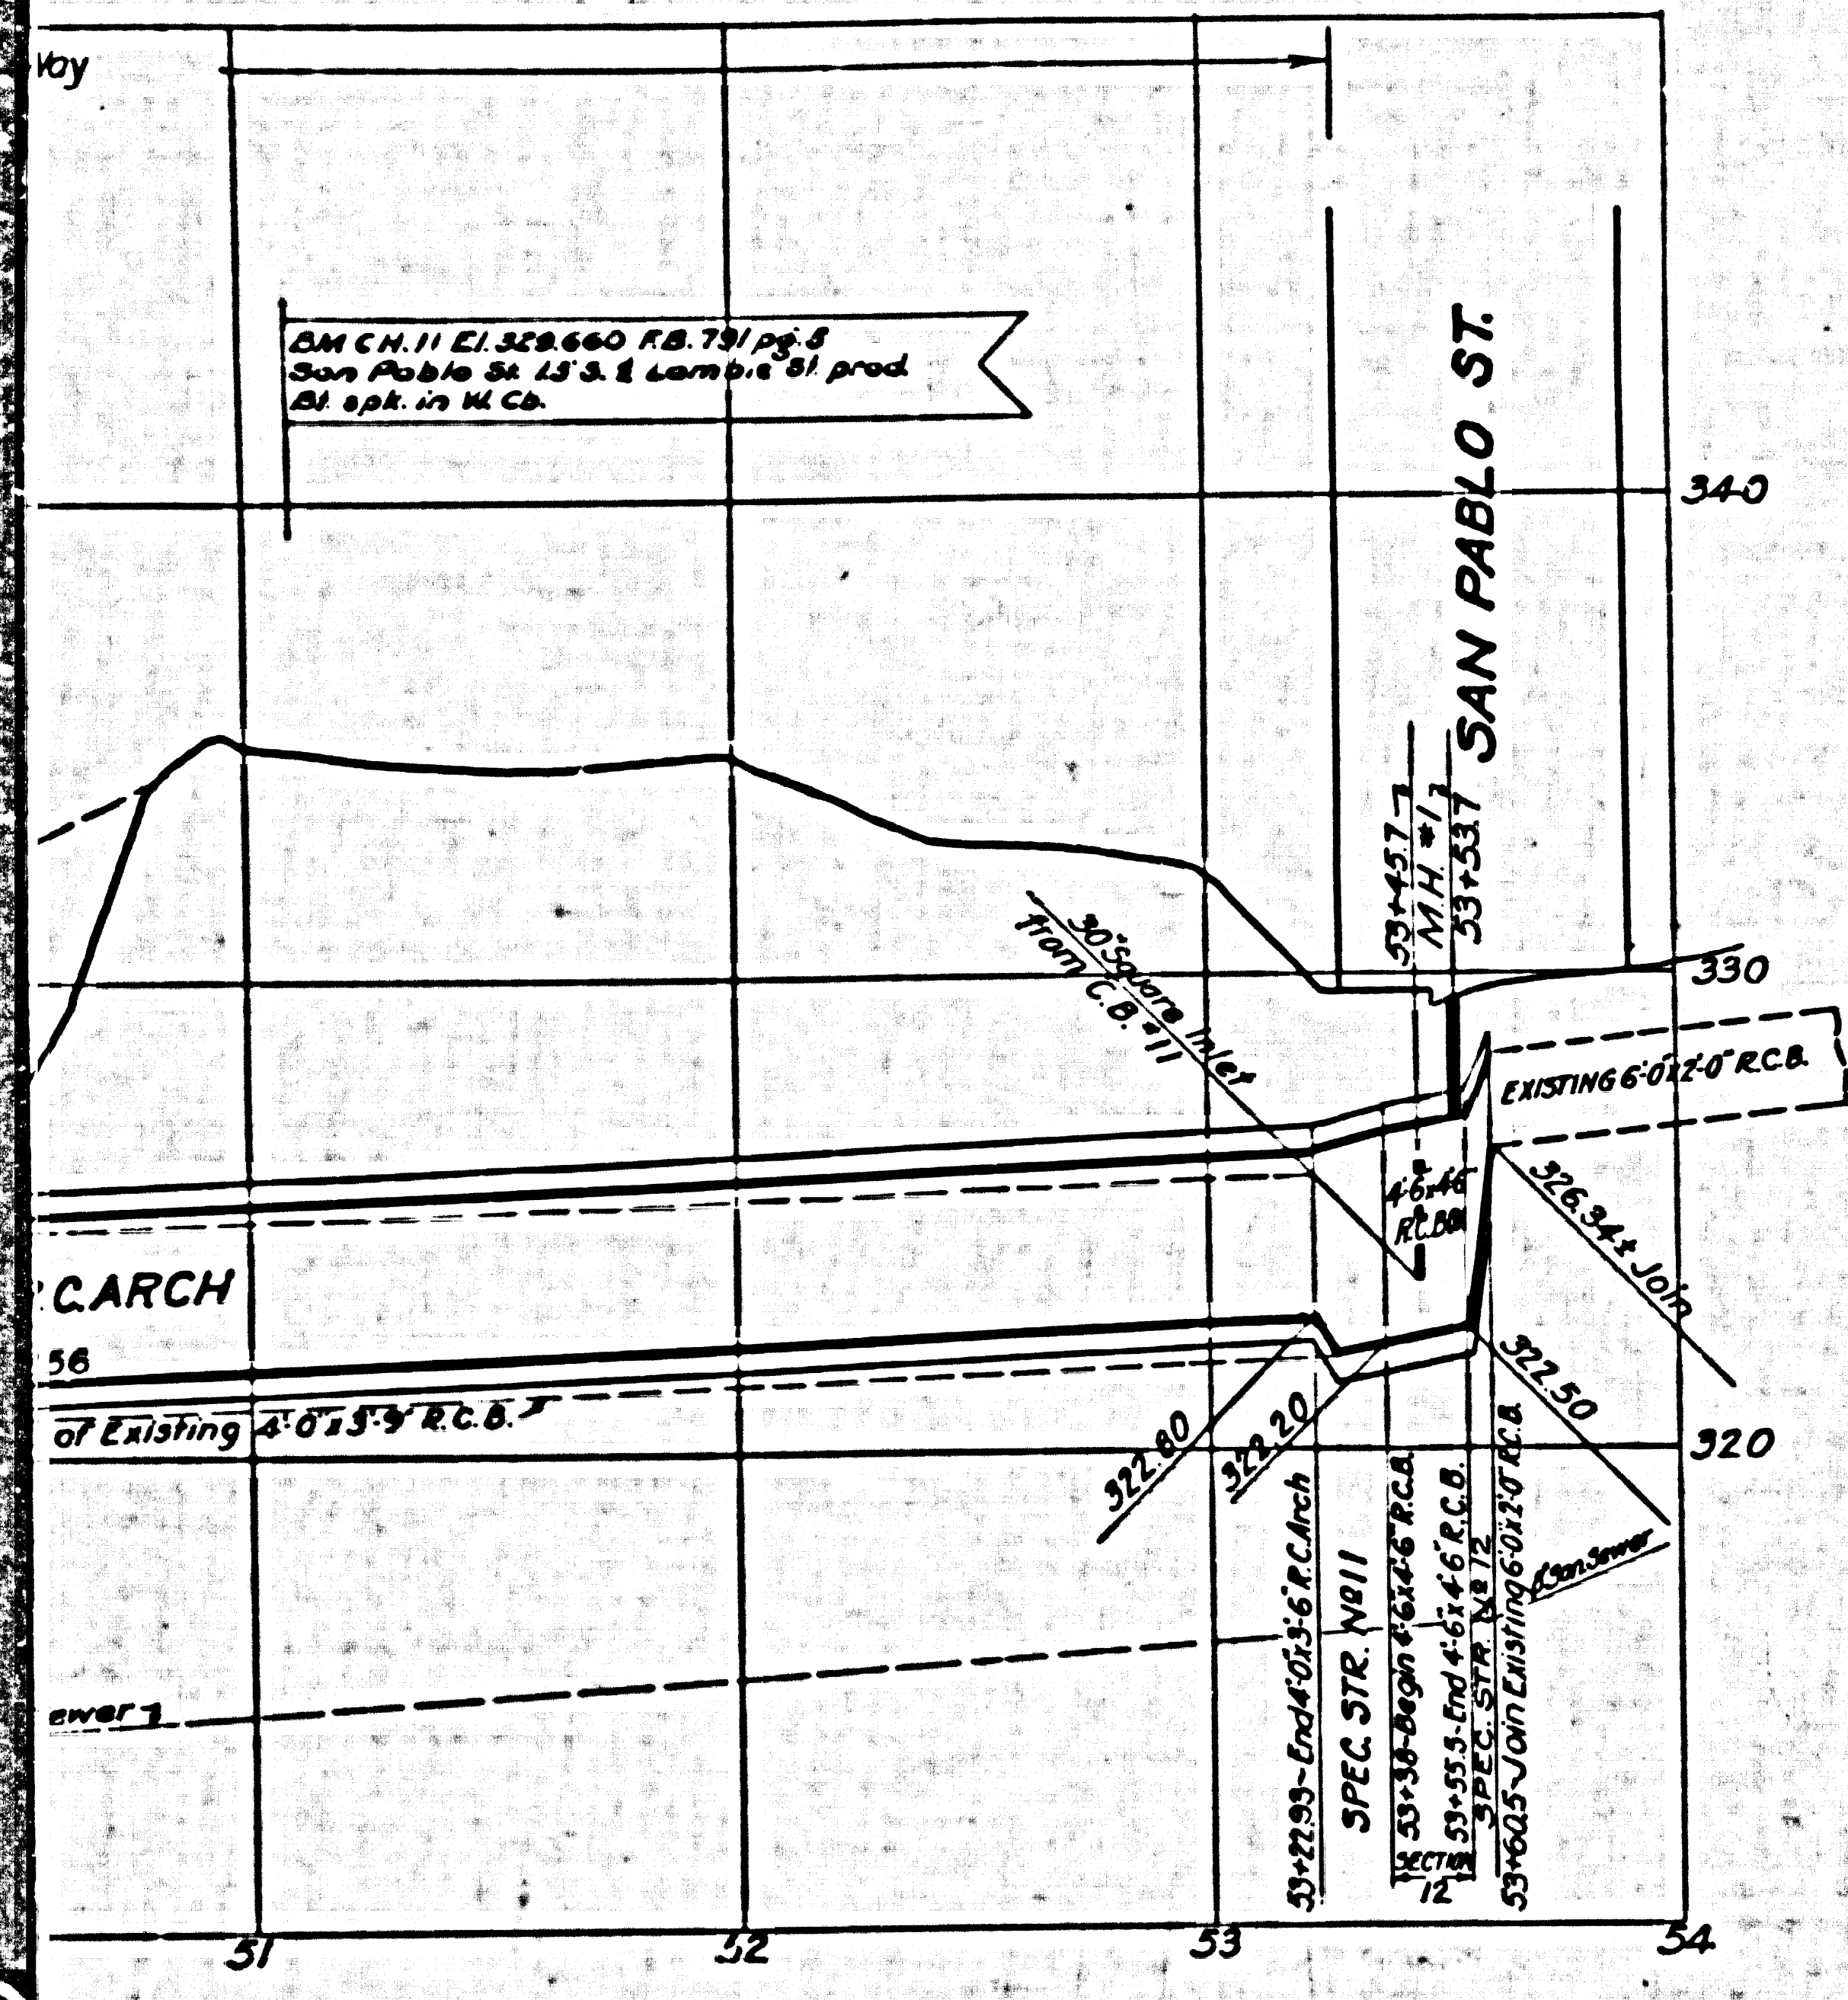 BM CH. 11 El. 329.660 F.B. 791 pg. 8
San Pablo St. 15' S. Lambie St. prod
Bt. spk. in W. Cb.
SAN PABLO ST.
340
53+45.7
M.H. #1
53+53.7
30" Square Inlet
from C.B. #11
330
EXISTING 6'-0"x2'-0" R.C.B.
4'-6"x4'-6"
R.C. BOX
326.34± Join
C. ARCH
56
of Existing 4'-0"x3'-9" R.C.B.
322.80
322.20
322.50
320
53+22.93~End 4'-0"x3'-6" R.C. Arch
SPEC. STR. Nº 11
53+38-Begin 4'-6"x4'-6" R.C.B.
53+55.5-End 4'-6"x4'-6" R.C.B.
SPEC. STR. Nº 12
53+60.5-Join Existing 6'-0"x2'-0" R.C.B.
San Sewer
ewer
SECTION
12
51
52
53
54